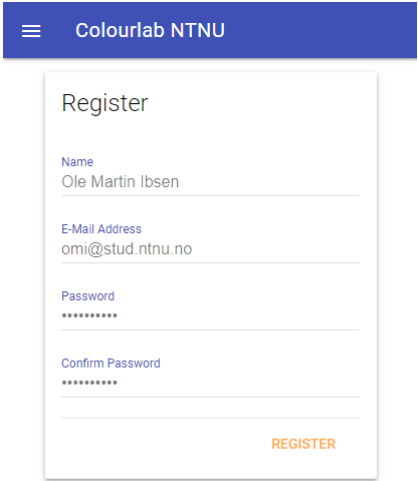 Colourlab NTNU
Register
Name
Ole Martin Ibsen
E-Mail Address
omi@stud.ntnu.no
Password
••••••••••
Confirm Password
••••••••••
REGISTER